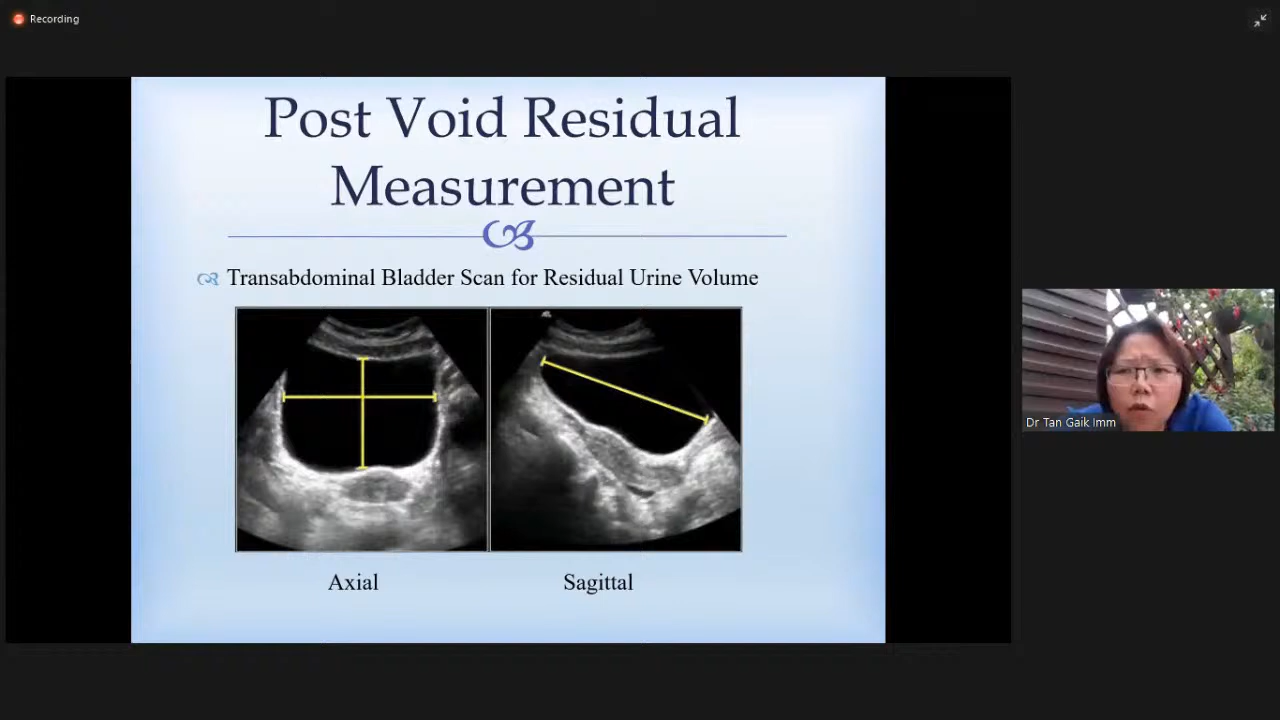 Recording
Post Void Residual
Measurement
Transabdominal Bladder Scan for Residual Urine Volume
Axial
Sagittal
Dr Tan Gaik Imm